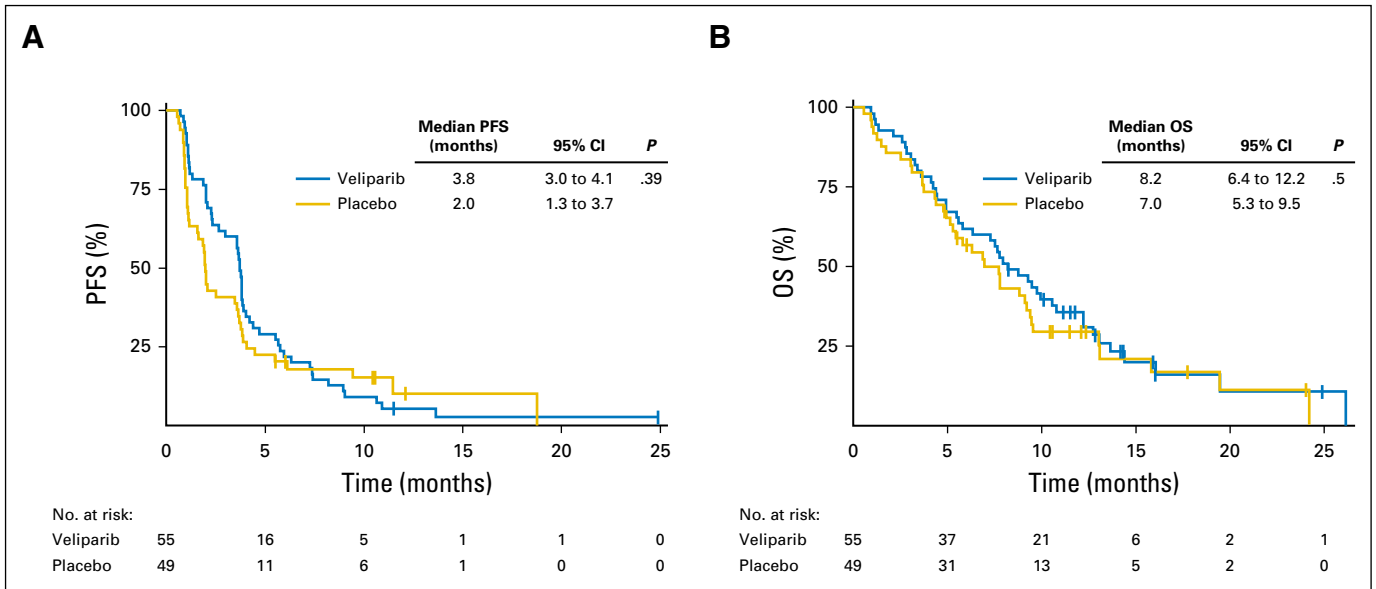 A
PFS (%)
100
75
50
25
Median PFS
(months) 95% CI P
Veliparib 3.8 3.0 to 4.1 .39
Placebo 2.0 1.3 to 3.7
0 5 10 15 20 25
Time (months)
No. at risk:
Veliparib 55 16 5 1 1 0
Placebo 49 11 6 1 0 0
B
OS (%)
100
75
50
25
Median OS
(months) 95% CI P
Veliparib 8.2 6.4 to 12.2 .5
Placebo 7.0 5.3 to 9.5
0 5 10 15 20 25
Time (months)
No. at risk:
Veliparib 55 37 21 6 2 1
Placebo 49 31 13 5 2 0